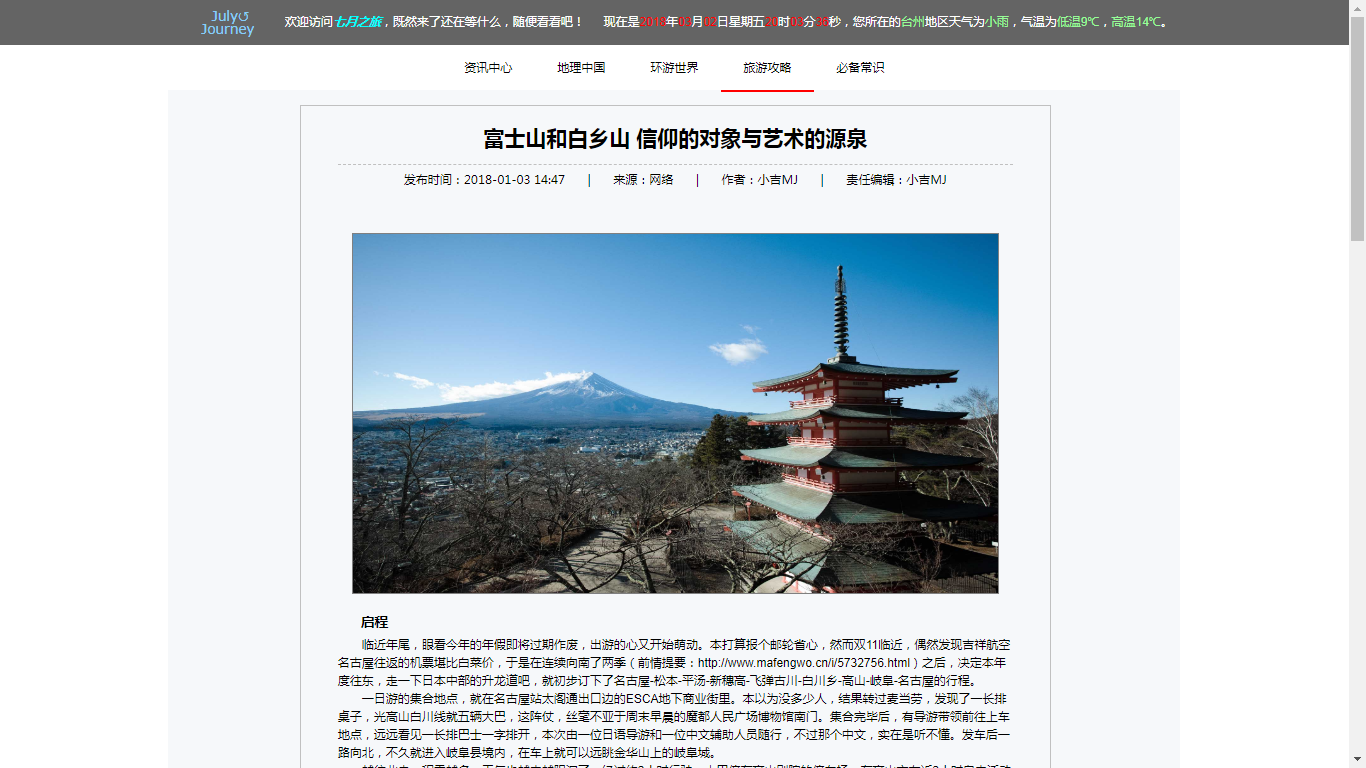 July
Journey
欢迎访问七月之旅，既然来了还在等什么，随便看看吧！ 现在是2018年03月02日星期五20时03分38秒，您所在的台州地区天气为小雨，气温为低温9℃，高温14℃。
资讯中心 地理中国 环游世界 旅游攻略 必备常识
富士山和白乡山 信仰的对象与艺术的源泉
发布时间：2018-01-03 14:47 | 来源：网络 | 作者：小吉MJ | 责任编辑：小吉MJ
启程
临近年尾，眼看今年的年假即将过期作废，出游的心又开始萌动。本打算报个邮轮省心，然而双11临近，偶然发现吉祥航空
名古屋往返的机票堪比白菜价，于是在连续向南了两季（前情提要：http://www.mafengwo.cn/i/5732756.html）之后，决定本年
度往东，走一下日本中部的升龙道吧，就初步订下了名古屋-松本-平汤-新穗高-飞弹古川-白川乡-高山-岐阜-名古屋的行程。
一日游的集合地点，就在名古屋站太阁通出口边的ESCA地下商业街里。本以为没多少人，结果转过麦当劳，发现了一长排
桌子，光高山白川线就五辆大巴，这阵仗，丝毫不亚于周末早晨的魔都人民广场博物馆南门。集合完毕后，有导游带领前往上车
地点，远远看见一长排巴士一字排开，本次由一位日语导游和一位中文辅助人员随行，不过那个中文，实在是听不懂。发车后一
路向北，不久就进入岐阜县境内，在车上就可以远眺金华山上的岐阜城。